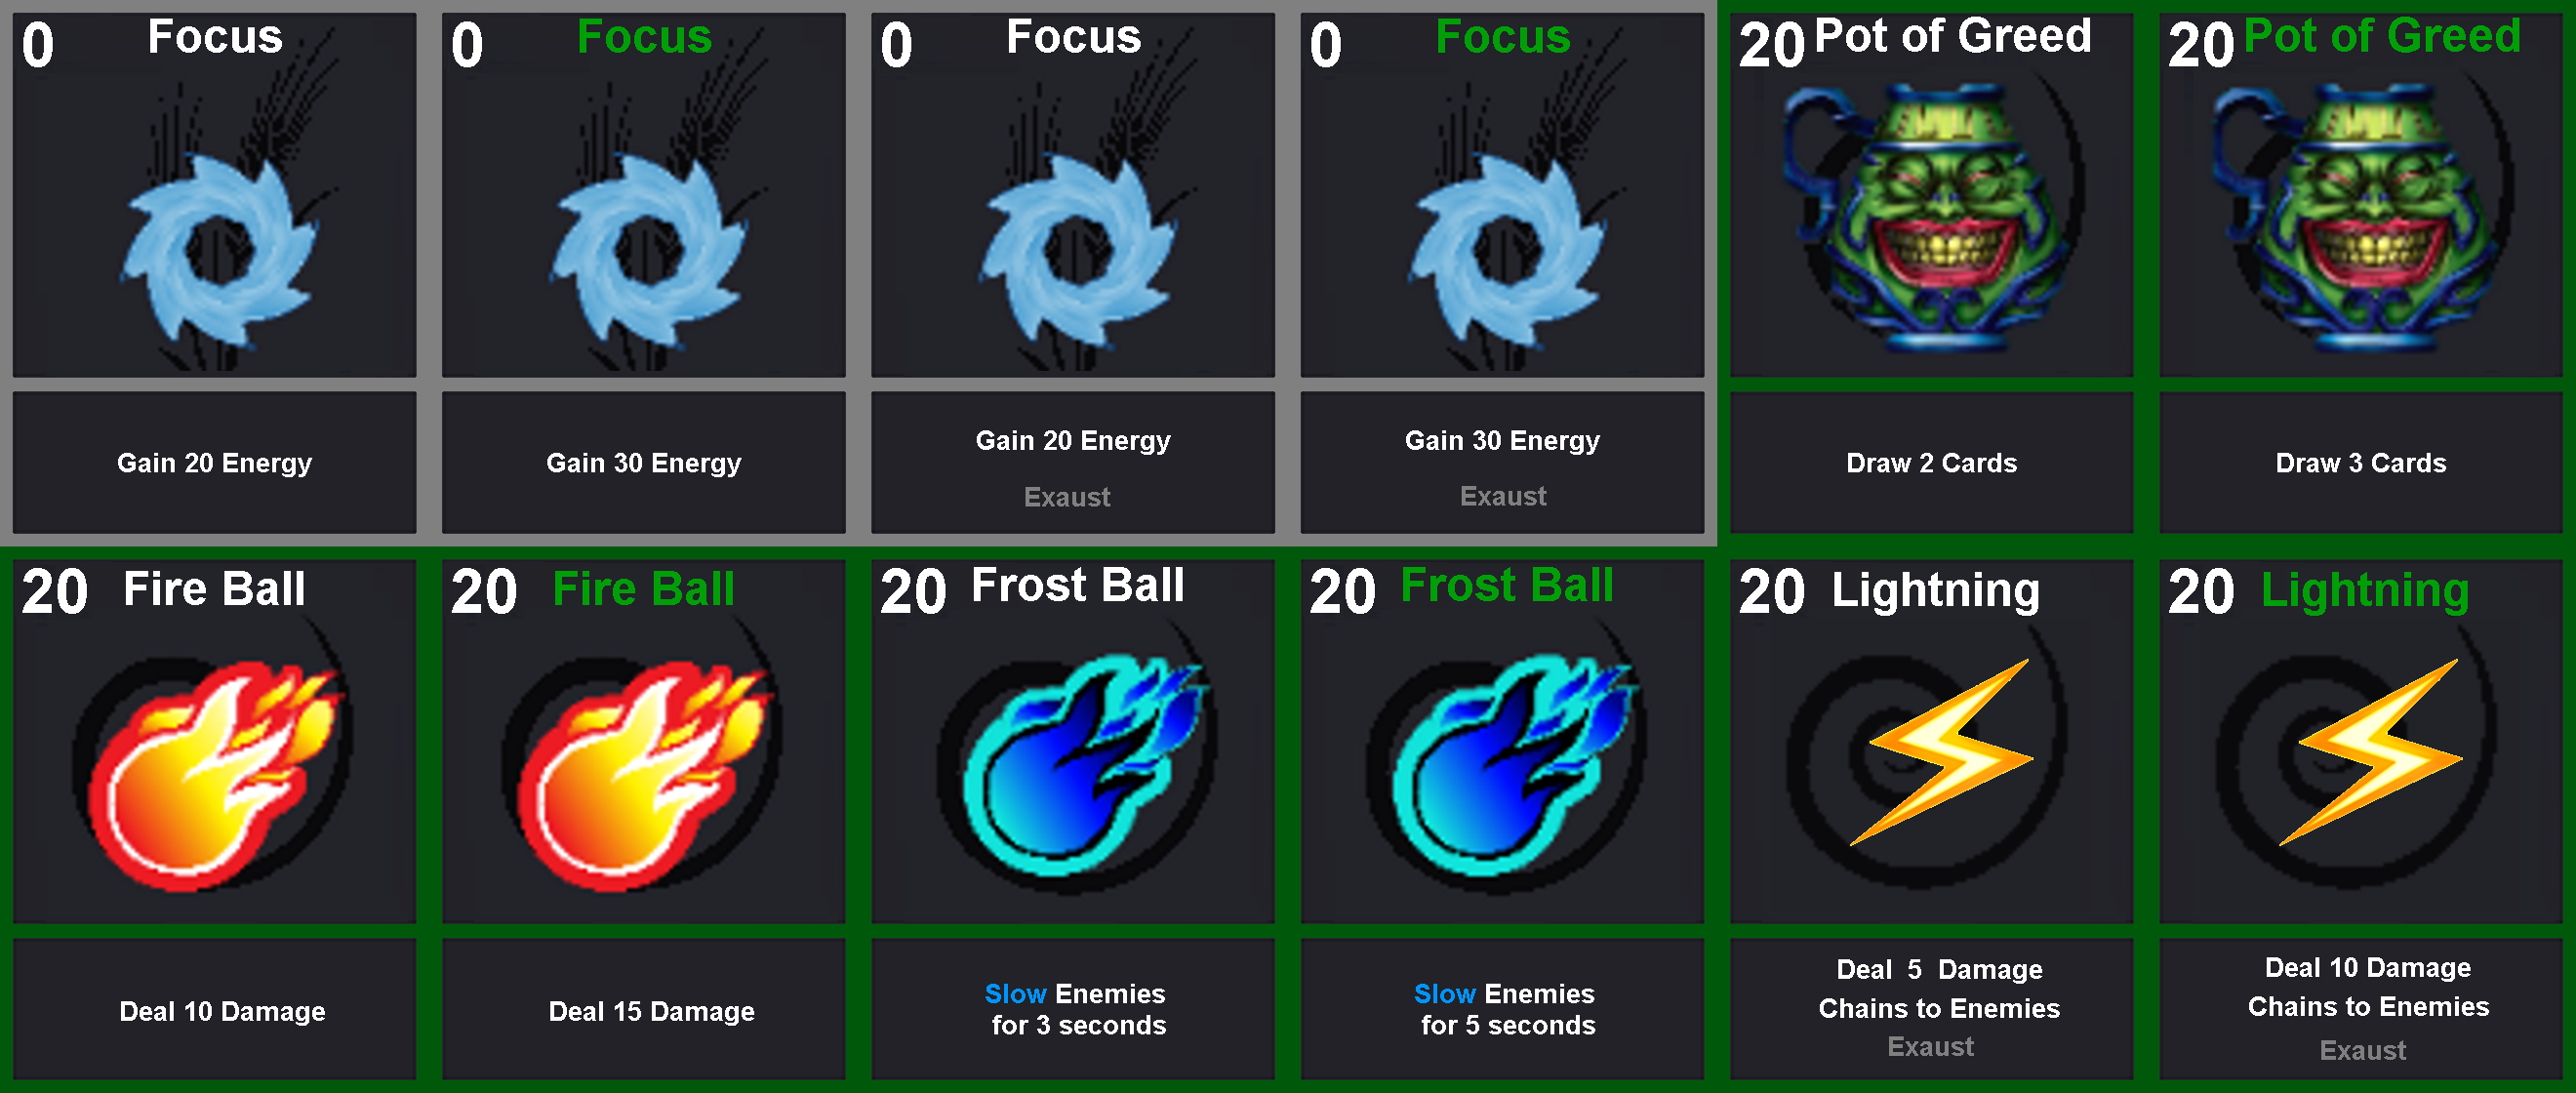 0 Focus
Gain 20 Energy
0 Focus
Gain 30 Energy
0 Focus
Gain 20 Energy
Exaust
0 Focus
Gain 30 Energy
Exaust
20 Pot of Greed
Draw 2 Cards
20 Pot of Greed
Draw 3 Cards
20 Fire Ball
Deal 10 Damage
20 Fire Ball
Deal 15 Damage
20 Frost Ball
Slow Enemies
for 3 seconds
20 Frost Ball
Slow Enemies
for 5 seconds
20 Lightning
Deal 5 Damage
Chains to Enemies
Exaust
20 Lightning
Deal 10 Damage
Chains to Enemies
Exaust